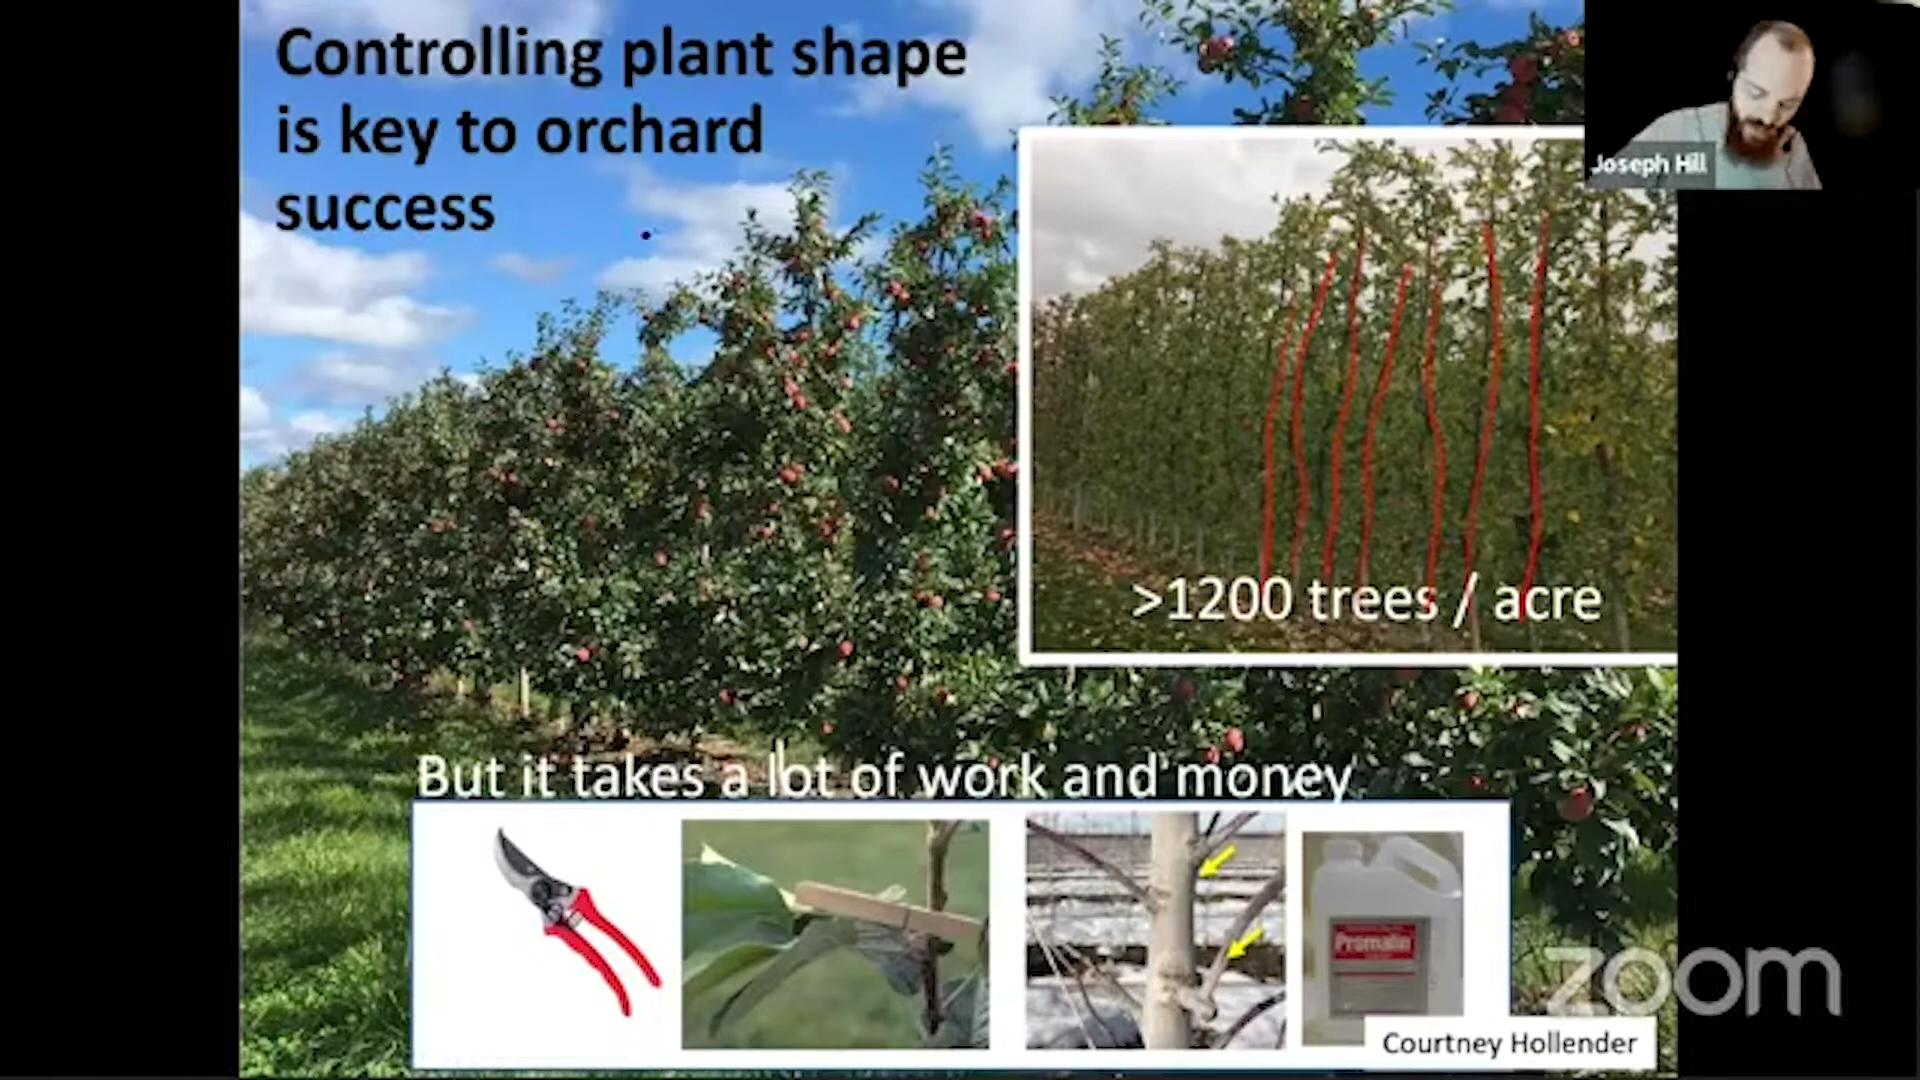 Controlling plant shape
is key to orchard
success
Joseph Hill
>1200 trees / acre
But it takes a lot of work and money
Promalin
Courtney Hollender
zoom